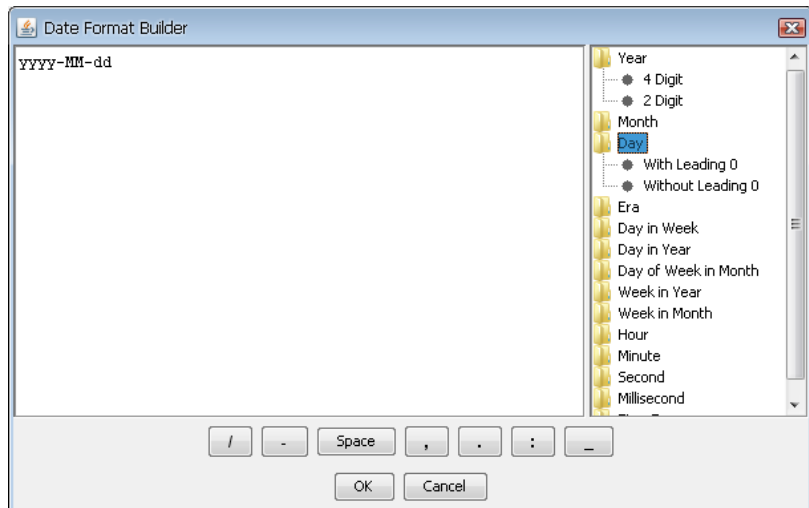 Date Format Builder
yyyy-MM-dd
Year
4 Digit
2 Digit
Month
Day
With Leading 0
Without Leading 0
Era
Day in Week
Day in Year
Day of Week in Month
Week in Year
Week in Month
Hour
Minute
Second
Millisecond
/ - Space , . : _
OK Cancel